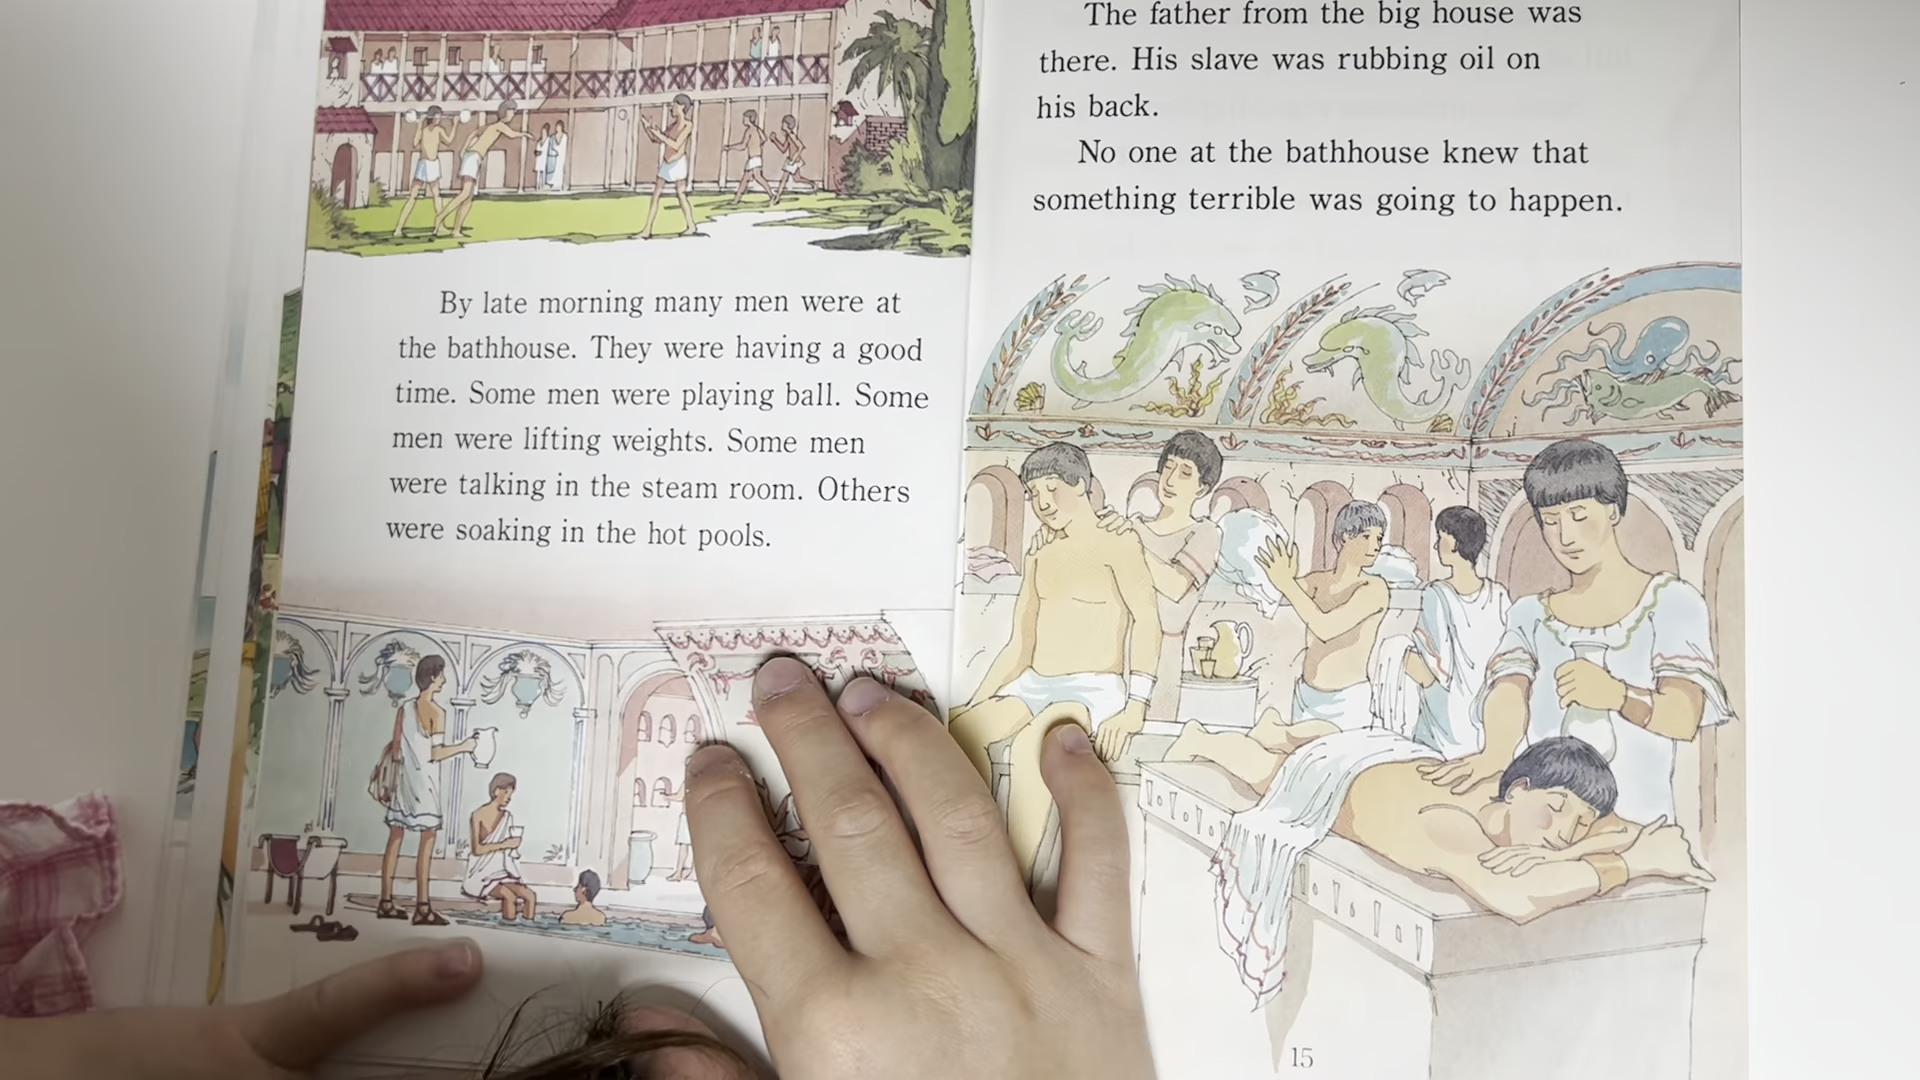 By late morning many men were at
the bathhouse. They were having a good
time. Some men were playing ball. Some
men were lifting weights. Some men
were talking in the steam room. Others
were soaking in the hot pools.
The father from the big house was
there. His slave was rubbing oil on
his back.
No one at the bathhouse knew that
something terrible was going to happen.
15